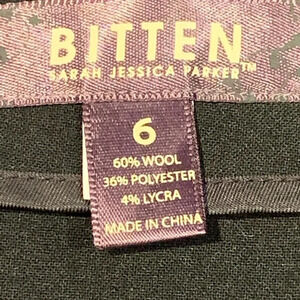 BITTEN
SARAH JESSICA PARKER™
6
60% WOOL
36% POLYESTER
4% LYCRA
MADE IN CHINA